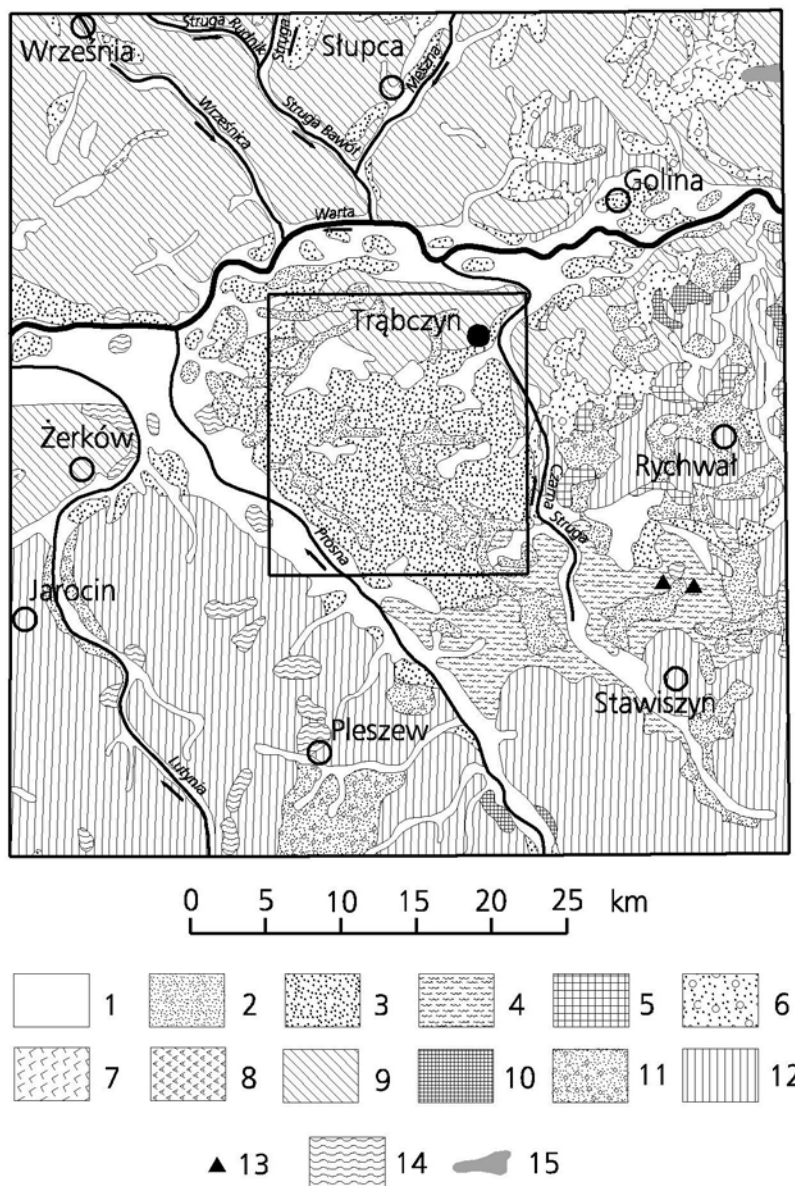 Września
Struga Rudnik
Struga
Słupca
Meszna
Wrześnica
Struga Bawół
Golina
Warta
Trąbczyn
Żerków
Rychwał
Czarna
Struga
Prosna
Jarocin
Stawiszyn
Pleszew
Lutynia
0 5 10 15 20 25 km
1 2 3 4 5 6
7 8 9 10 11 12
13 14 15